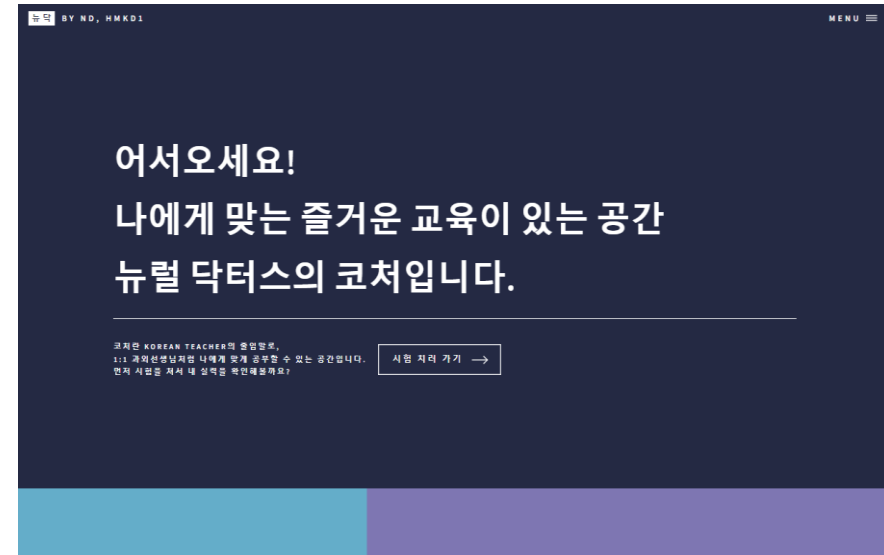 뉴닥 BY ND, HMKD1
MENU
어서오세요!
나에게 맞는 즐거운 교육이 있는 공간
뉴럴 닥터스의 코처입니다.
코처란 KOREAN TEACHER의 줄임말로,
1:1 과외선생님처럼 나에게 맞게 공부할 수 있는 공간입니다.
먼저 시험을 쳐서 내 실력을 확인해볼까요?
시험 치러 가기